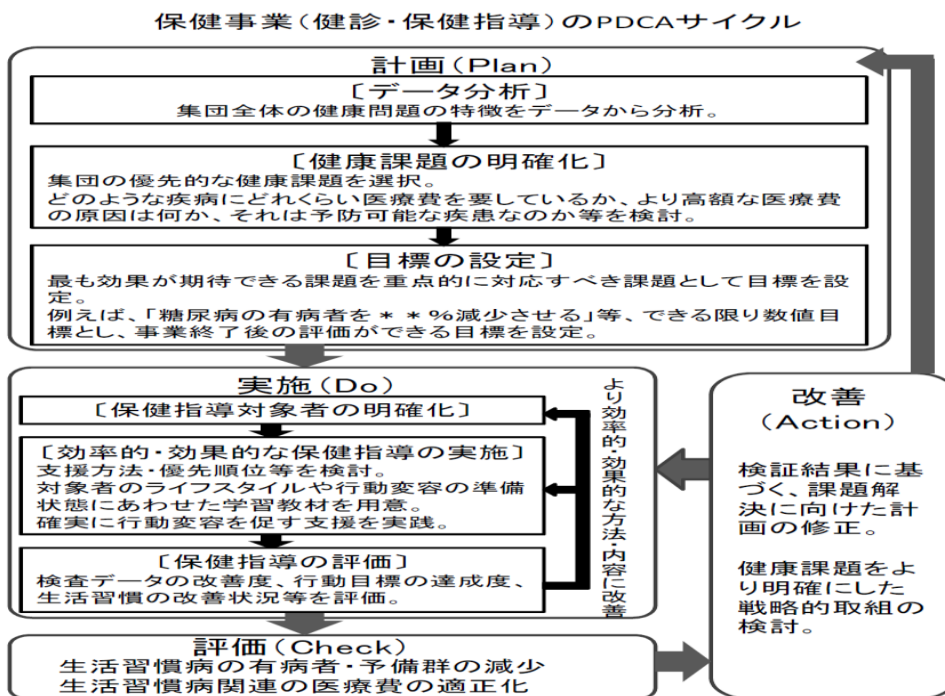 保健事業(健診・保健指導)のPDCAサイクル
計画(Plan)
〔データ分析〕
集団全体の健康問題の特徴をデータから分析。
〔健康課題の明確化〕
集団の優先的な健康課題を選択。
どのような疾病にどれくらい医療費を要しているか、より高額な医療費
の原因は何か、それは予防可能な疾患なのか等を検討。
〔目標の設定〕
最も効果が期待できる課題を重点的に対応すべき課題として目標を設
定。
例えば、「糖尿病の有病者を**%減少させる」等、できる限り数値目
標とし、事業終了後の評価ができる目標を設定。
実施(Do)
〔保健指導対象者の明確化〕
〔効率的・効果的な保健指導の実施〕
支援方法・優先順位等を検討。
対象者のライフスタイルや行動変容の準備
状態にあわせた学習教材を用意。
確実に行動変容を促す支援を実践。
〔保健指導の評価〕
検査データの改善度、行動目標の達成度、
生活習慣の改善状況等を評価。
より効率的・効果的な方法・内容に改善
改善
(Action)
検証結果に基
づく、課題解
決に向けた計
画の修正。
健康課題をよ
り明確にした
戦略的取組の
検討。
評価(Check)
生活習慣病の有病者・予備群の減少
生活習慣病関連の医療費の適正化